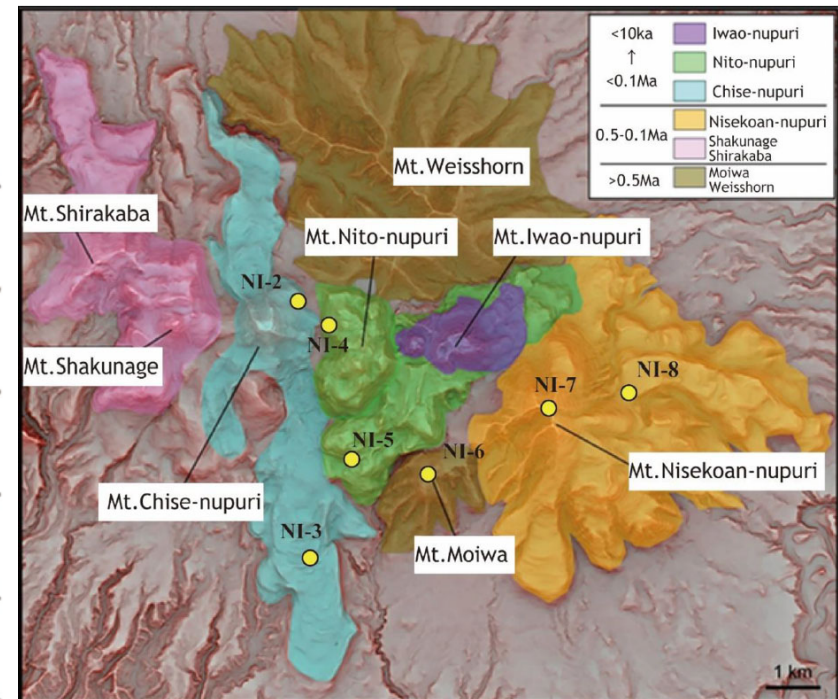 <10ka
↑
<0.1Ma
Iwao-nupuri
Nito-nupuri
Chise-nupuri
0.5-0.1Ma
Nisekoan-nupuri
Shakunage
Shirakaba
>0.5Ma
Moiwa
Weisshorn
Mt.Weisshorn
Mt.Shirakaba
Mt.Nito-nupuri
Mt.Iwao-nupuri
NI-2
NI-4
Mt.Shakunage
NI-7
NI-8
NI-5
NI-6
Mt.Nisekoan-nupuri
Mt.Chise-nupuri
NI-3
Mt.Moiwa
1 km